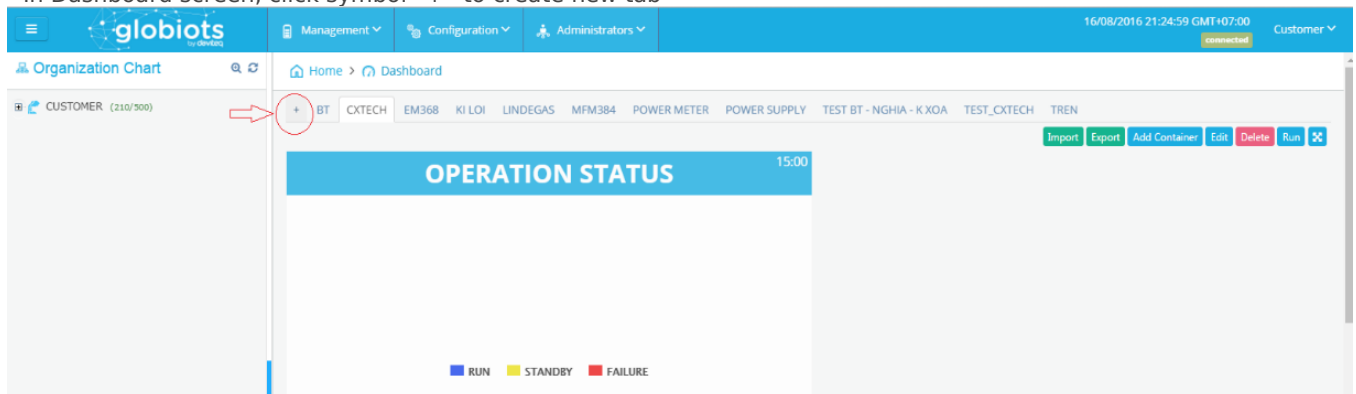 in Dashboard screen, click symbol "+" to create new tab
globiots
by daviteq
Management
Configuration
Administrators
16/08/2016 21:24:59 GMT+07:00
connected
Customer
Organization Chart
Home > Dashboard
CUSTOMER (210/500)
+ BT CXTECH EM368 KI LOI LINDEGAS MFM384 POWER METER POWER SUPPLY TEST BT - NGHIA - K XOA TEST_CXTECH TREN
Import Export Add Container Edit Delete Run
OPERATION STATUS
15:00
RUN STANDBY FAILURE